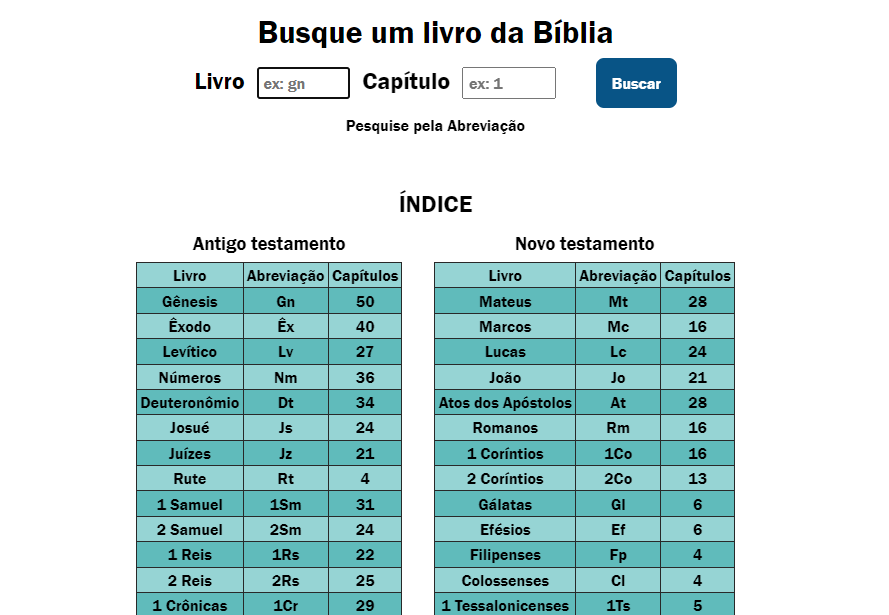 Busque um livro da Bíblia
Livro ex: gn Capítulo ex: 1 Buscar
Pesquise pela Abreviação
ÍNDICE
Antigo testamento
Livro Abreviação Capítulos
Gênesis Gn 50
Êxodo Êx 40
Levítico Lv 27
Números Nm 36
Deuteronômio Dt 34
Josué Js 24
Juízes Jz 21
Rute Rt 4
1 Samuel 1Sm 31
2 Samuel 2Sm 24
1 Reis 1Rs 22
2 Reis 2Rs 25
1 Crônicas 1Cr 29
Novo testamento
Livro Abreviação Capítulos
Mateus Mt 28
Marcos Mc 16
Lucas Lc 24
João Jo 21
Atos dos Apóstolos At 28
Romanos Rm 16
1 Coríntios 1Co 16
2 Coríntios 2Co 13
Gálatas Gl 6
Efésios Ef 6
Filipenses Fp 4
Colossenses Cl 4
1 Tessalonicenses 1Ts 5